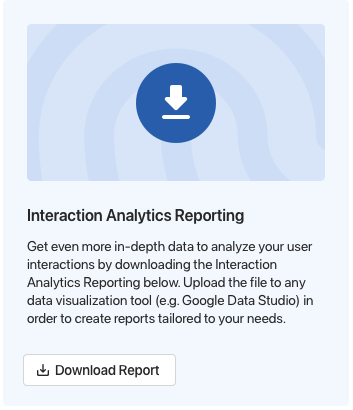 Interaction Analytics Reporting
Get even more in-depth data to analyze your user
interactions by downloading the Interaction
Analytics Reporting below. Upload the file to any
data visualization tool (e.g. Google Data Studio) in
order to create reports tailored to your needs.
Download Report